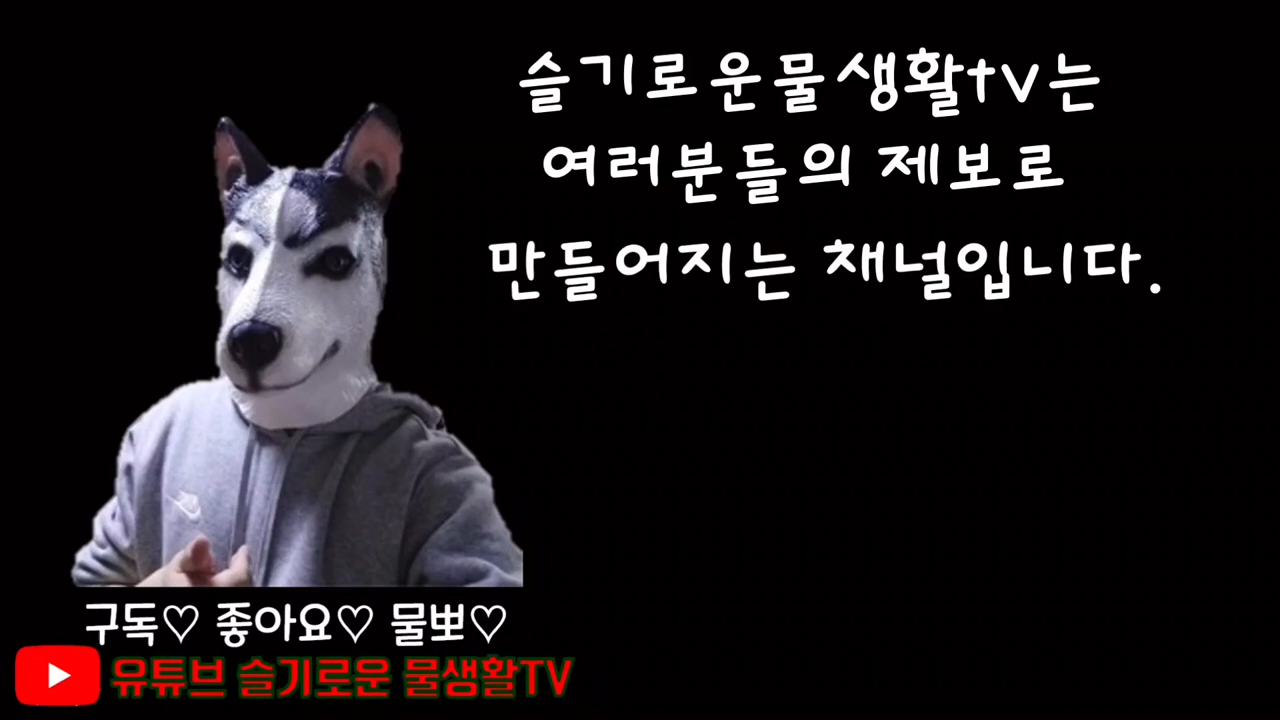 슬기로운물생활tv는
여러분들의 제보로
만들어지는 채널입니다.
구독♡ 좋아요♡ 물뽀♡
유튜브 슬기로운 물생활TV